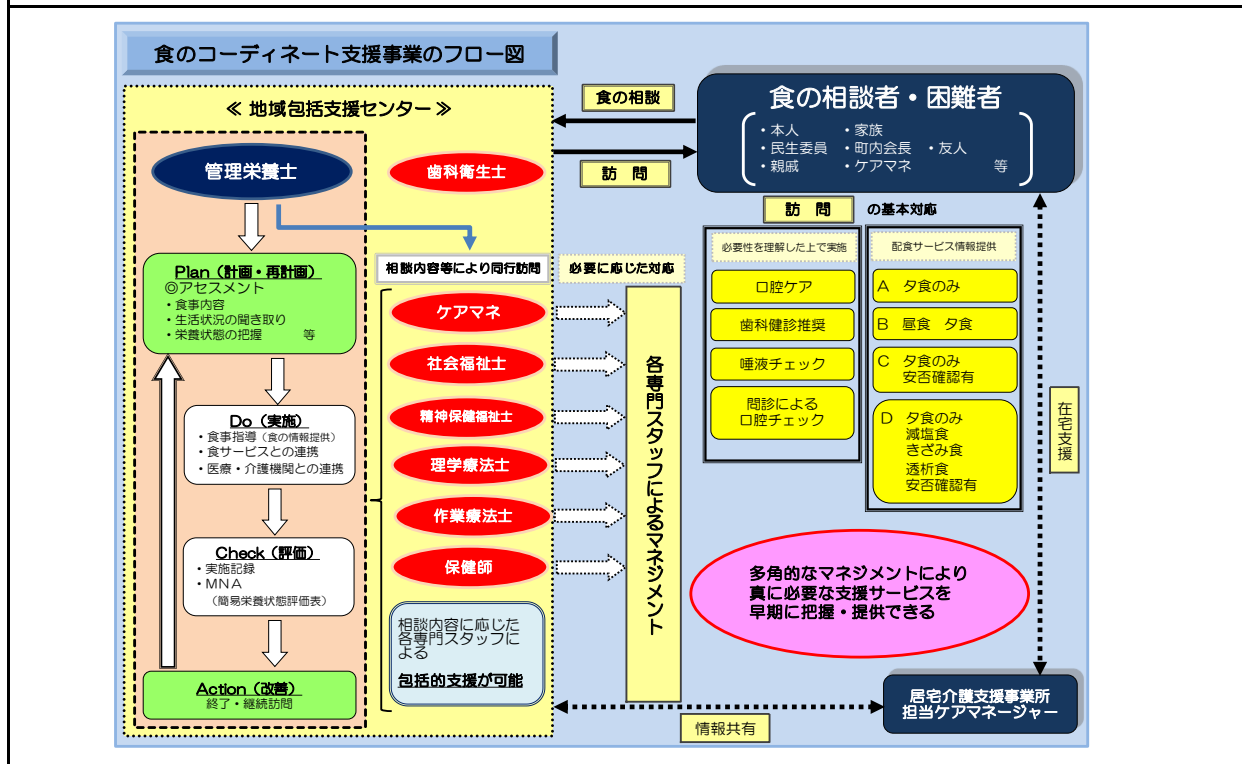 食のコーディネート支援事業のフロー図
≪ 地域包括支援センター ≫
管理栄養士
歯科衛生士
Plan（計画・再計画）
◎アセスメント
・食事内容
・生活状況の聞き取り
・栄養状態の把握　　等
Do（実施）
・食事指導（食の情報提供）
・食サービスとの連携
・医療・介護機関との連携
Check（評価）
・実施記録
・MNA
（簡易栄養状態評価表）
Action（改善）
終了・継続訪問
相談内容等により同行訪問
ケアマネ
社会福祉士
精神保健福祉士
理学療法士
作業療法士
保健師
相談内容に応じた
各専門スタッフに
よる
包括的支援が可能
必要に応じた対応
各専門スタッフによるマネジメント
食の相談
訪　問
食の相談者・困難者
・本人　　・家族
・民生委員　・町内会長　・友人
・親戚　　・ケアマネ　　　等
訪　問　の基本対応
必要性を理解した上で実施
口腔ケア
歯科健診推奨
唾液チェック
問診による
口腔チェック
配食サービス情報提供
A　夕食のみ
B　昼食　夕食
C　夕食のみ
安否確認有
D　夕食のみ
減塩食
きざみ食
透析食
安否確認有
在宅支援
多角的なマネジメントにより
真に必要な支援サービスを
早期に把握・提供できる
居宅介護支援事業所
担当ケアマネージャー
情報共有